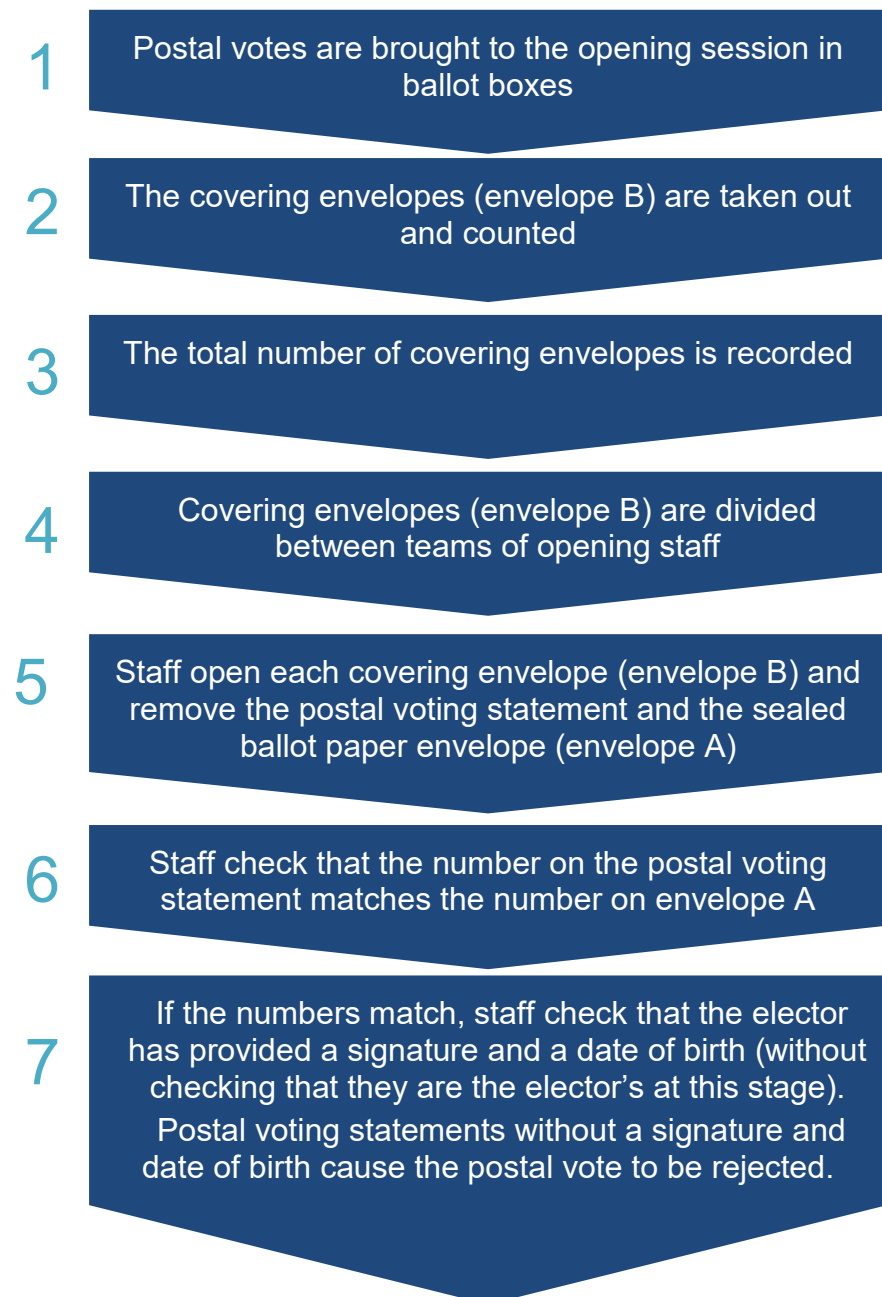 1
Postal votes are brought to the opening session in
ballot boxes
2
The covering envelopes (envelope B) are taken out
and counted
3
The total number of covering envelopes is recorded
4
Covering envelopes (envelope B) are divided
between teams of opening staff
5
Staff open each covering envelope (envelope B) and
remove the postal voting statement and the sealed
ballot paper envelope (envelope A)
6
Staff check that the number on the postal voting
statement matches the number on envelope A
7
If the numbers match, staff check that the elector
has provided a signature and a date of birth (without
checking that they are the elector’s at this stage).
Postal voting statements without a signature and
date of birth cause the postal vote to be rejected.